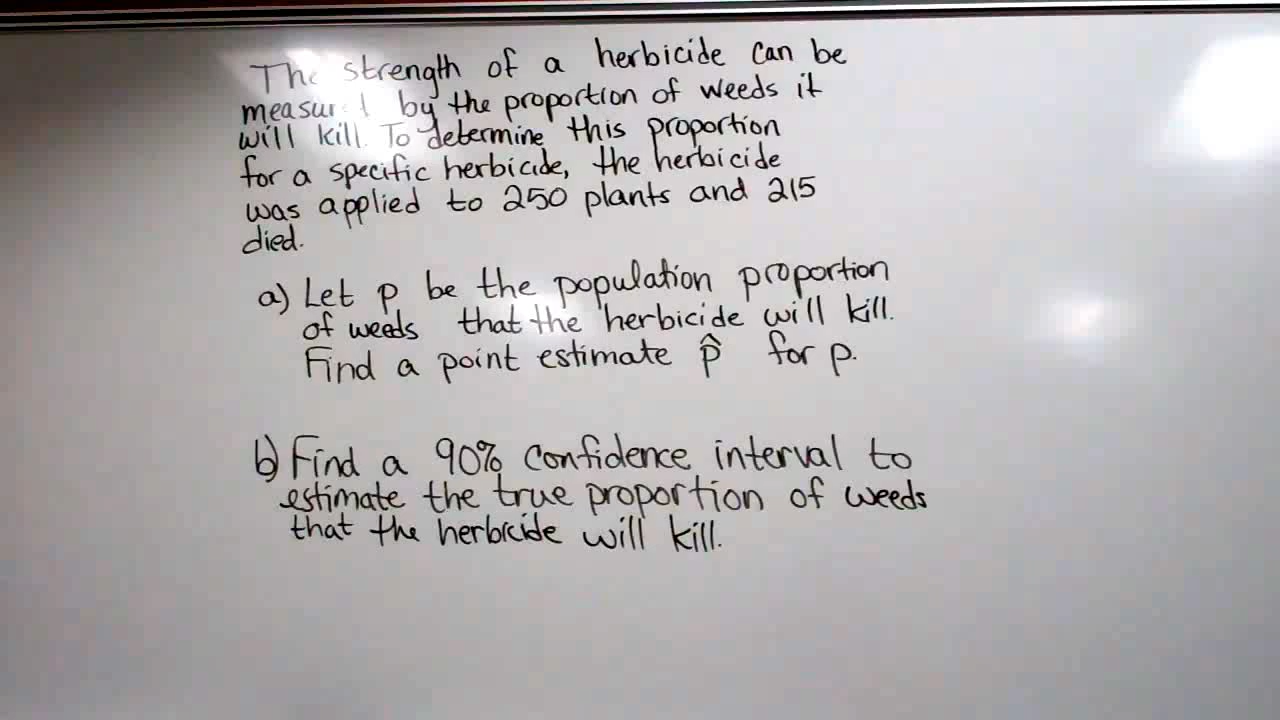 The strength of a herbicide can be
measured by the proportion of weeds it
will kill. To determine this proportion
for a specific herbicide, the herbicide
was applied to 250 plants and 215
died.
a) Let p be the population proportion
of weeds that the herbicide will kill.
Find a point estimate p̂ for p.
b) Find a 90% confidence interval to
estimate the true proportion of weeds
that the herbicide will kill.